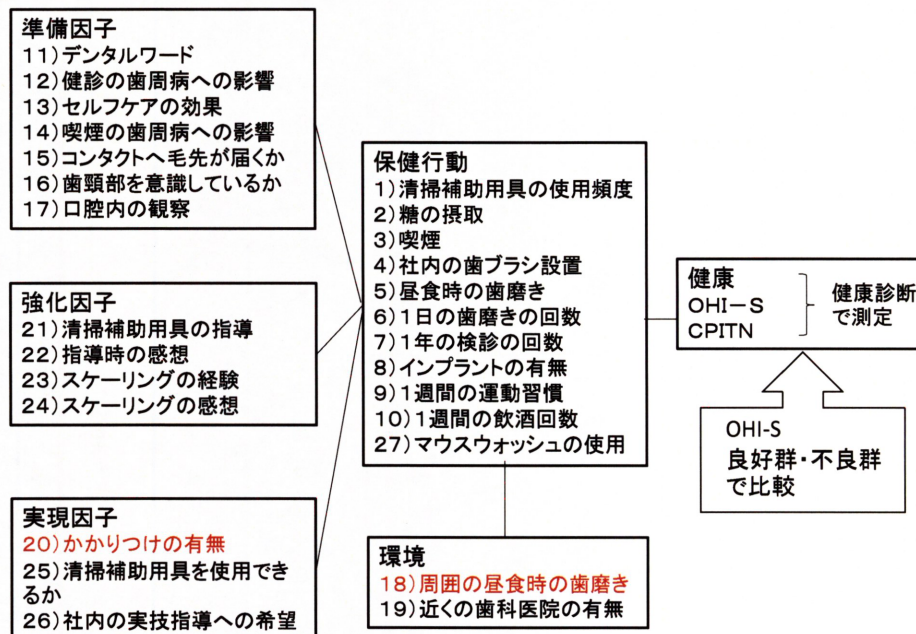 準備因子
11)デンタルワード
12)健診の歯周病への影響
13)セルフケアの効果
14)喫煙の歯周病への影響
15)コンタクトへ毛先が届くか
16)歯頸部を意識しているか
17)口腔内の観察
強化因子
21)清掃補助用具の指導
22)指導時の感想
23)スケーリングの経験
24)スケーリングの感想
実現因子
20)かかりつけの有無
25)清掃補助用具を使用でき
るか
26)社内の実技指導への希望
保健行動
1)清掃補助用具の使用頻度
2)糖の摂取
3)喫煙
4)社内の歯ブラシ設置
5)昼食時の歯磨き
6)1日の歯磨きの回数
7)1年の検診の回数
8)インプラントの有無
9)1週間の運動習慣
10)1週間の飲酒回数
27)マウスウォッシュの使用
環境
18)周囲の昼食時の歯磨き
19)近くの歯科医院の有無
健康
OHI-S
CPITN
健康診断
で測定
OHI-S
良好群・不良群
で比較